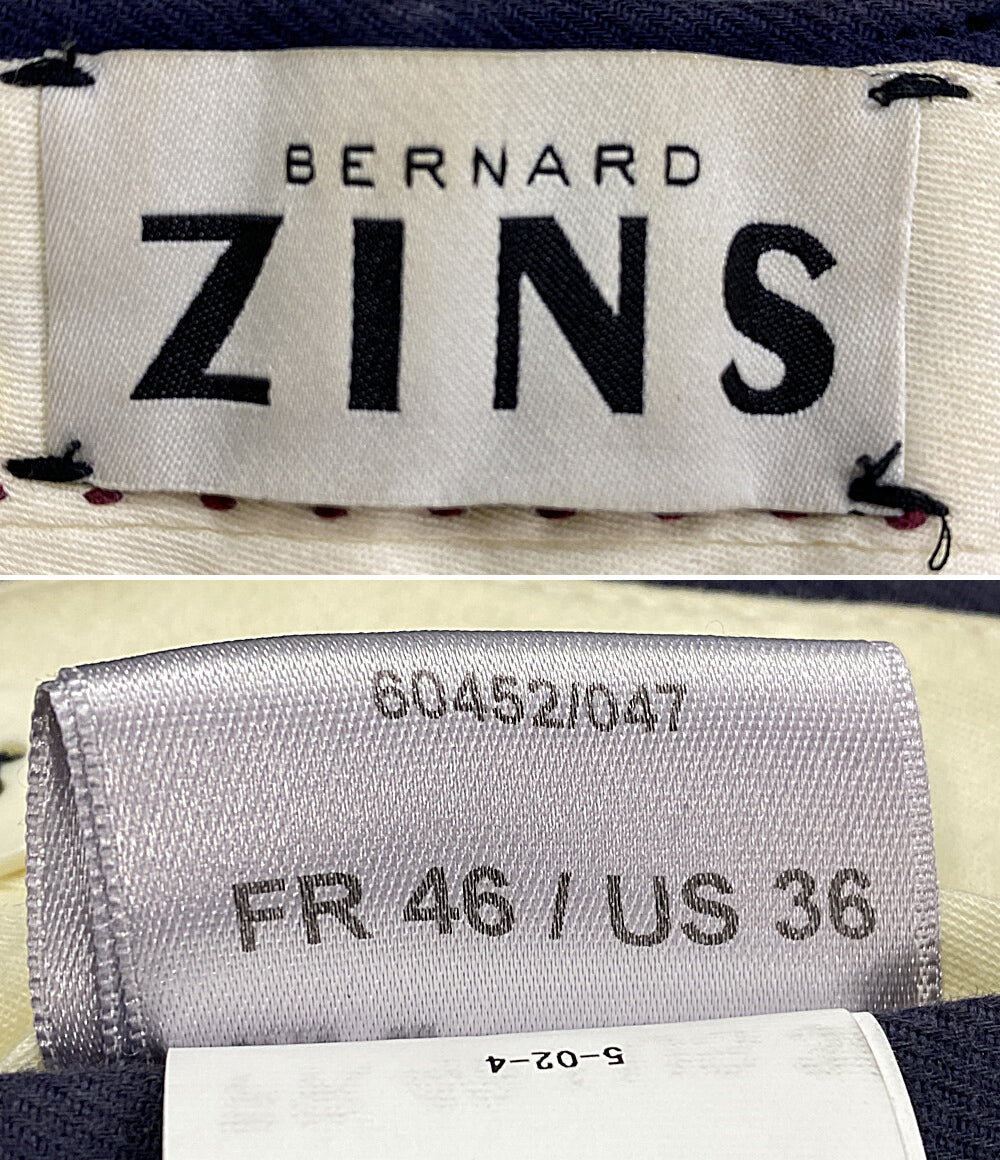 BERNARD
ZINS
60452/047
FR 46 / US 36
5-02-4